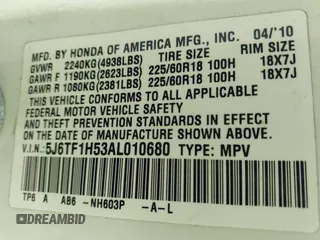 MFD. BY HONDA OF AMERICA MFG., INC. 04/'10
GVWR 2240KG(4938LBS) TIRE SIZE RIM SIZE
GAWR F 1190KG(2623LBS) 225/60R18 100H 18X7J
GAWR R 1080KG(2381LBS) 225/60R18 100H 18X7J
THIS VEHICLE CONFORMS TO ALL APPLICABLE
FEDERAL MOTOR VEHICLE SAFETY AND
THEFT PREVENTION STANDARDS IN EFFECT ON
THE DATE OF MANUFACTURE SHOWN ABOVE.
V.I.N.: 5J6TF1H53AL010680 TYPE: MPV
TP6 A AB6 -NH603P -A-L
DREAMBID